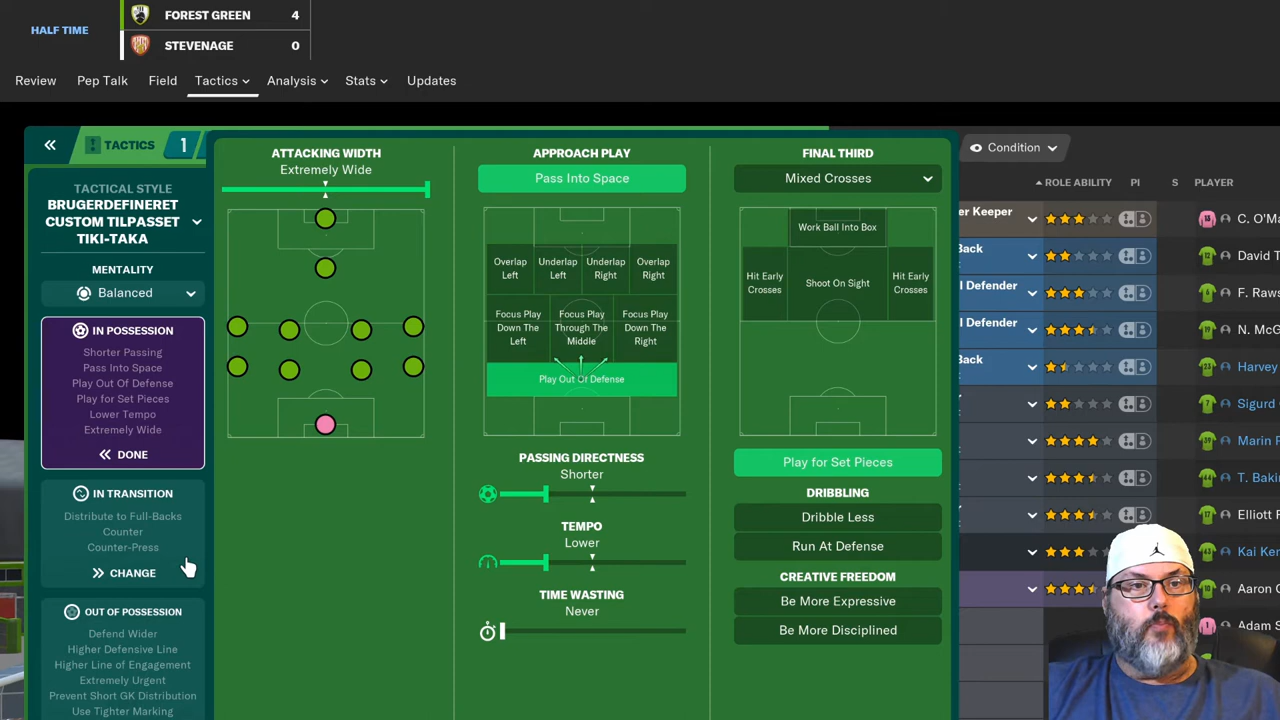 HALF TIME
FOREST GREEN 4
STEVENAGE 0
Review Pep Talk Field Tactics Analysis Stats Updates
TACTICS 1
TACTICAL STYLE
BRUGERDEFINERET
CUSTOM TILPASSET
TIKI-TAKA
MENTALITY
Balanced
IN POSSESSION
Shorter Passing
Pass Into Space
Play Out Of Defense
Play for Set Pieces
Lower Tempo
Extremely Wide
DONE
IN TRANSITION
Distribute to Full-Backs
Counter
Counter-Press
CHANGE
OUT OF POSSESSION
Defend Wider
Higher Defensive Line
Higher Line of Engagement
Extremely Urgent
Prevent Short GK Distribution
Use Tighter Marking
ATTACKING WIDTH
Extremely Wide
APPROACH PLAY
Pass Into Space
Overlap Left
Underlap Left
Underlap Right
Overlap Right
Focus Play Down The Left
Focus Play Through The Middle
Focus Play Down The Right
Play Out Of Defense
PASSING DIRECTNESS
Shorter
TEMPO
Lower
TIME WASTING
Never
FINAL THIRD
Mixed Crosses
Work Ball Into Box
Hit Early Crosses
Shoot On Sight
Hit Early Crosses
Play for Set Pieces
DRIBBLING
Dribble Less
Run At Defense
CREATIVE FREEDOM
Be More Expressive
Be More Disciplined
Condition
ROLE ABILITY PI S PLAYER
er Keeper C. O'Ma
Back David T
l Defender F. Raws
l Defender N. McG
Back Harvey
Sigurd
Marin P
T. Bakin
Elliott F
Kai Ker
Aaron C
Adam S